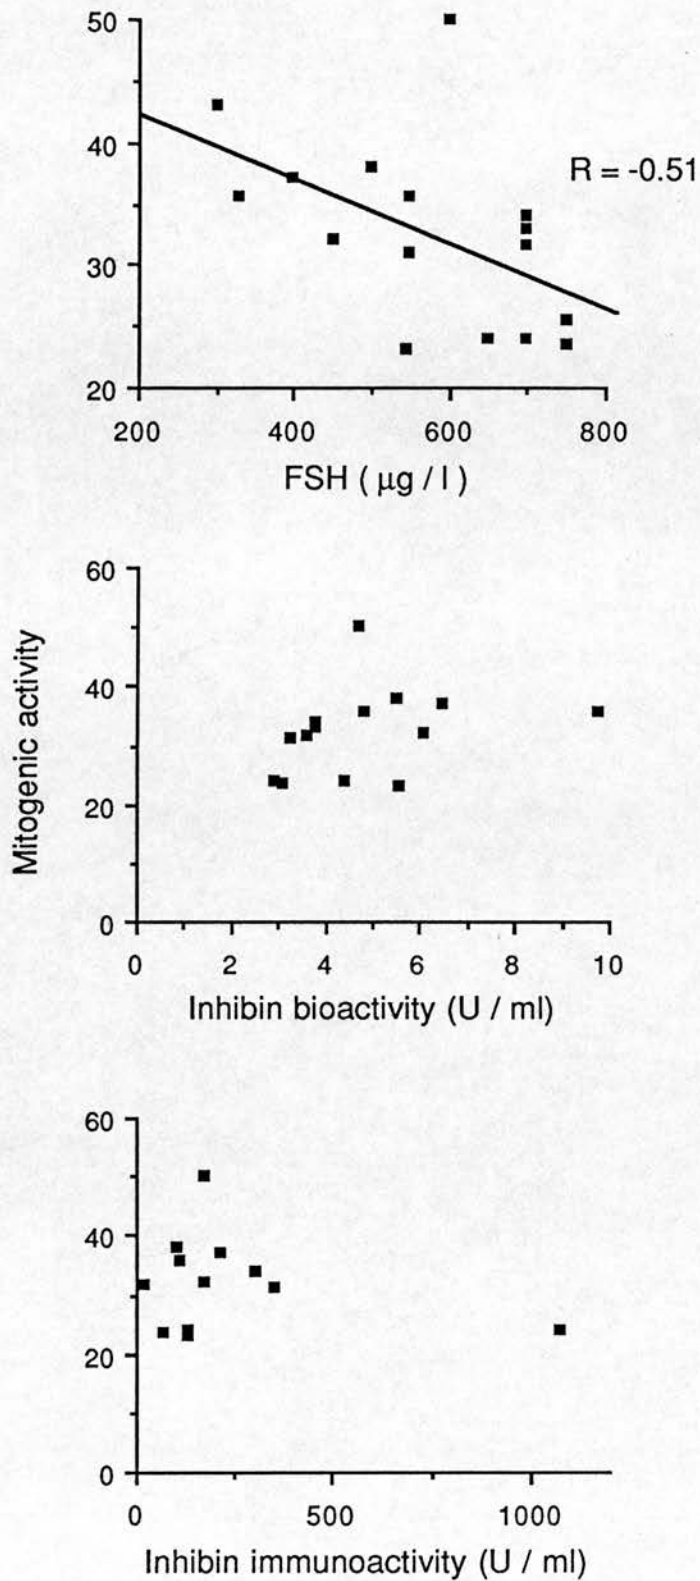 50
40
30
20
R = -0.51
200 400 600 800
FSH ( µg / l )
Mitogenic activity
60
40
20
0
0 2 4 6 8 10
Inhibin bioactivity (U / ml)
60
40
20
0
0 500 1000
Inhibin immunoactivity (U / ml)